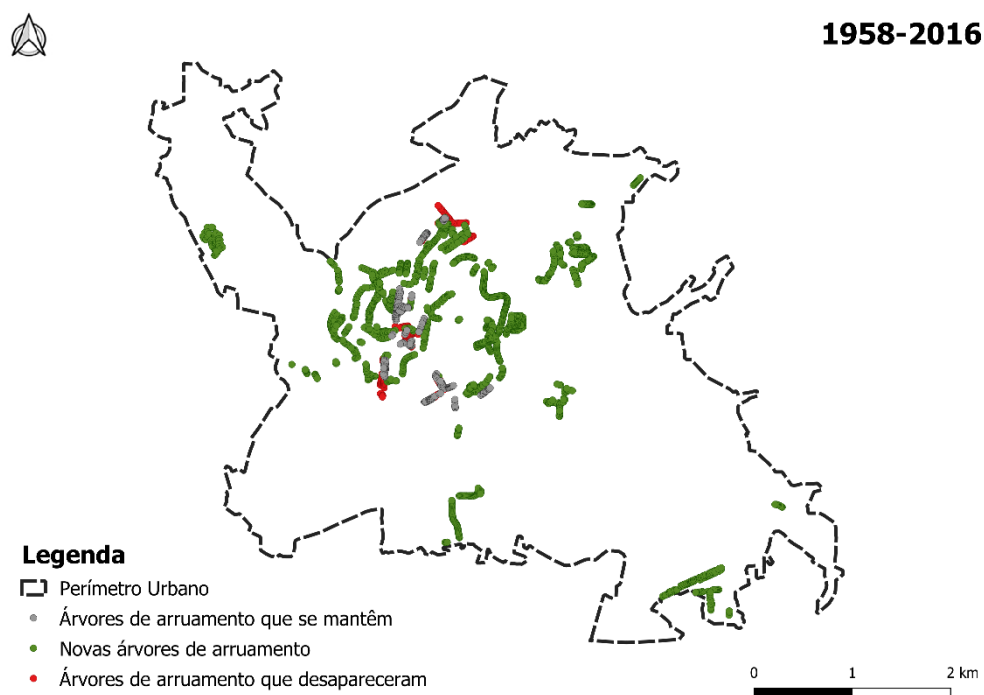 1958-2016
Legenda
Perímetro Urbano
Árvores de arruamento que se mantêm
Novas árvores de arruamento
Árvores de arruamento que desapareceram
0 1 2 km